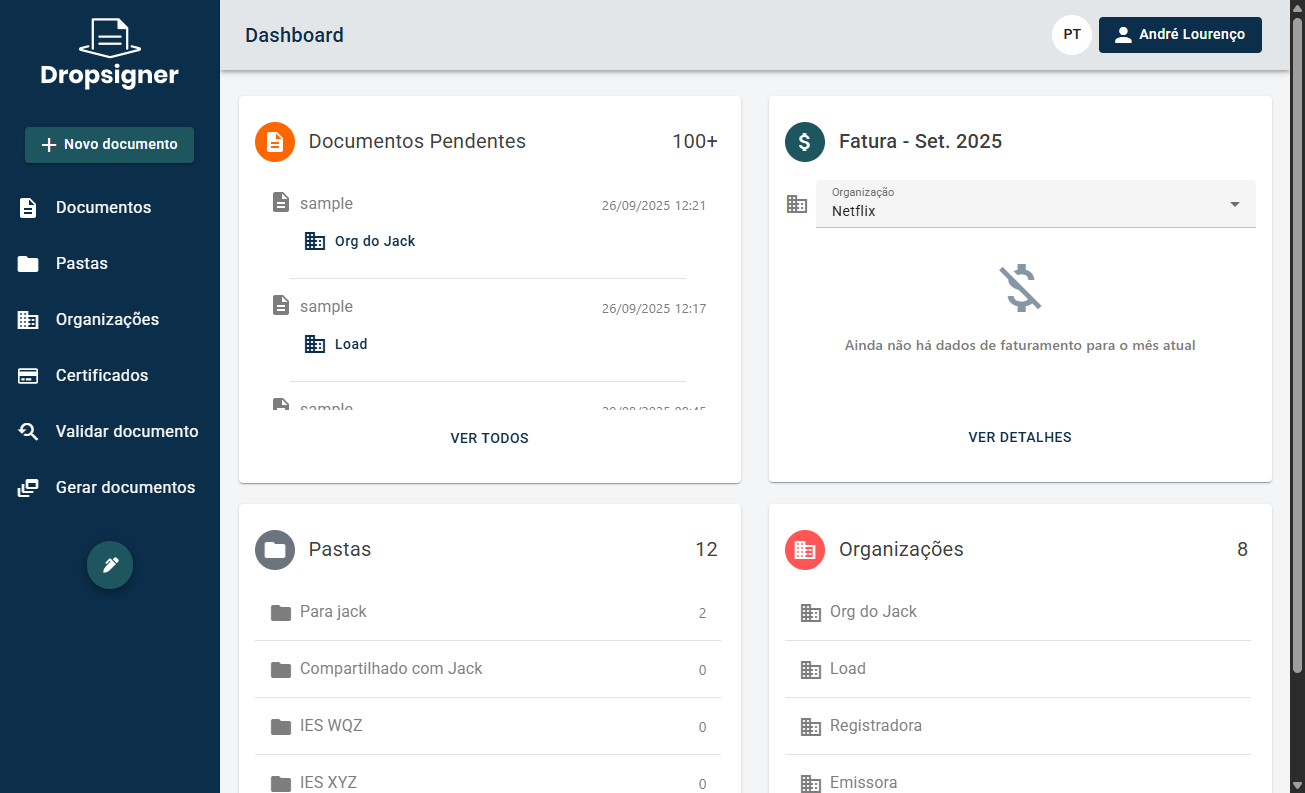 Dropsigner
Dashboard
PT
André Lourenço
Novo documento
Documentos
Pastas
Organizações
Certificados
Validar documento
Gerar documentos
Documentos Pendentes
100+
sample
26/09/2025 12:21
Org do Jack
sample
26/09/2025 12:17
Load
sample
VER TODOS
Fatura - Set. 2025
Organização
Netflix
Ainda não há dados de faturamento para o mês atual
VER DETALHES
Pastas
12
Para jack
2
Compartilhado com Jack
0
IES WQZ
0
IES XYZ
0
Organizações
8
Org do Jack
Load
Registradora
Emissora